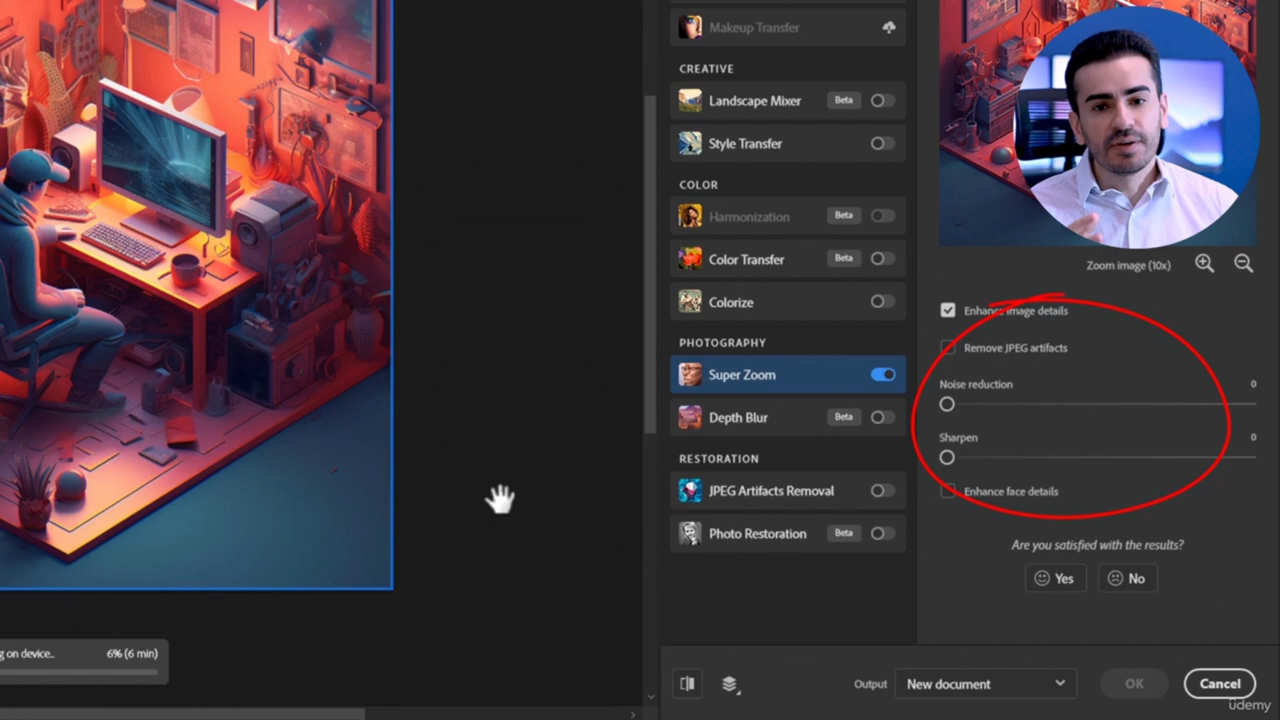 Makeup Transfer
CREATIVE
Landscape Mixer Beta
Style Transfer
COLOR
Harmonization Beta
Color Transfer Beta
Colorize
PHOTOGRAPHY
Super Zoom
Depth Blur Beta
RESTORATION
JPEG Artifacts Removal
Photo Restoration Beta
g on device.. 6% (6 min)
Zoom image (10x)
Enhance image details
Remove JPEG artifacts
Noise reduction 0
Sharpen 0
Enhance face details
Are you satisfied with the results?
Yes No
Output New document OK Cancel
ûdemy